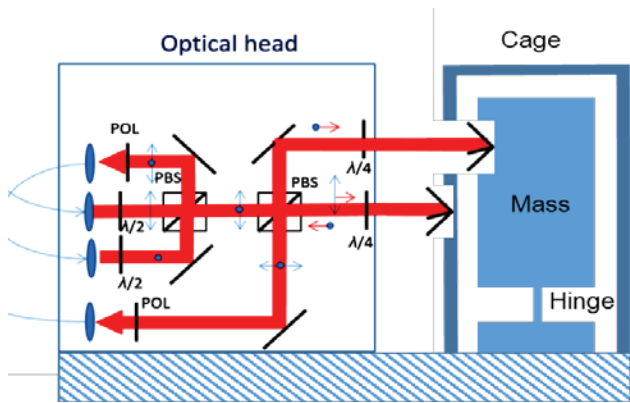 Optical head
Cage
POL
PBS
PBS
λ/4
λ/2
λ/4
λ/2
Mass
POL
Hinge